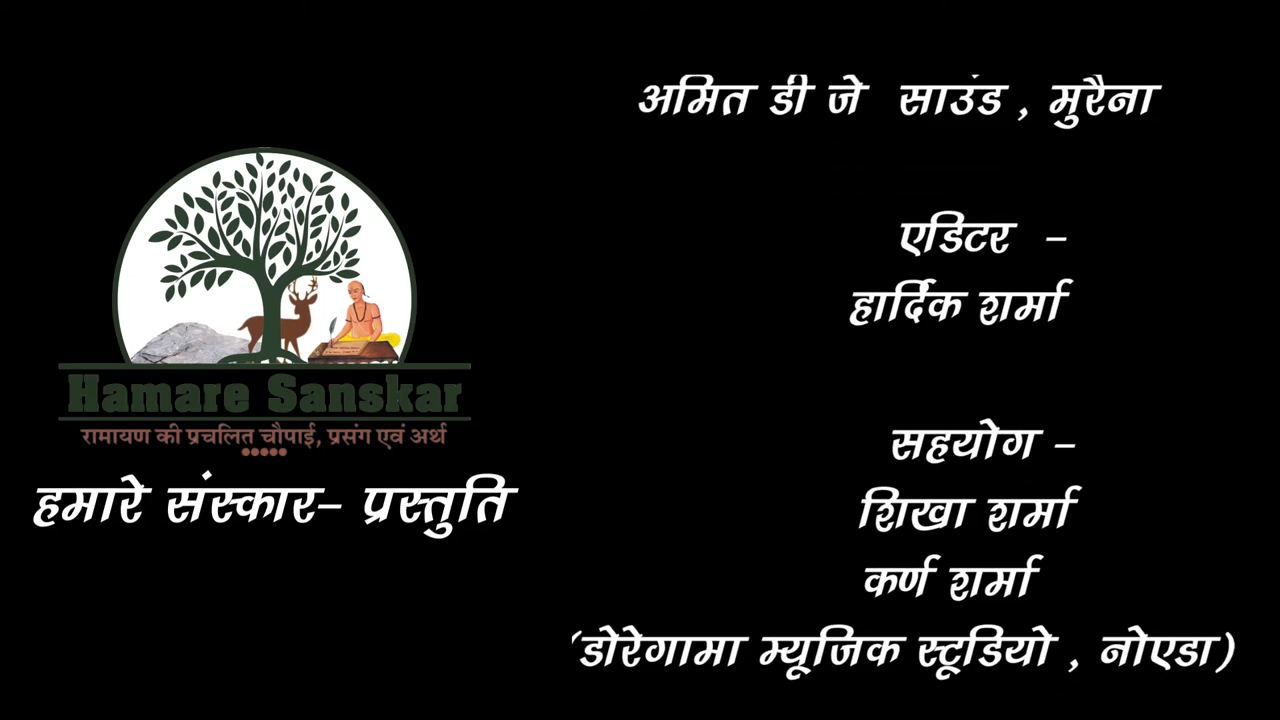 Hamare Sanskar
रामायण की प्रचलित चौपाई, प्रसंग एवं अर्थ
हमारे संस्कार- प्रस्तुति
अमित डी जे साउंड , मुरैना
एडिटर -
हार्दिक शर्मा
सहयोग -
शिखा शर्मा
कर्ण शर्मा
(डोरेगामा म्यूजिक स्टूडियो , नोएडा)